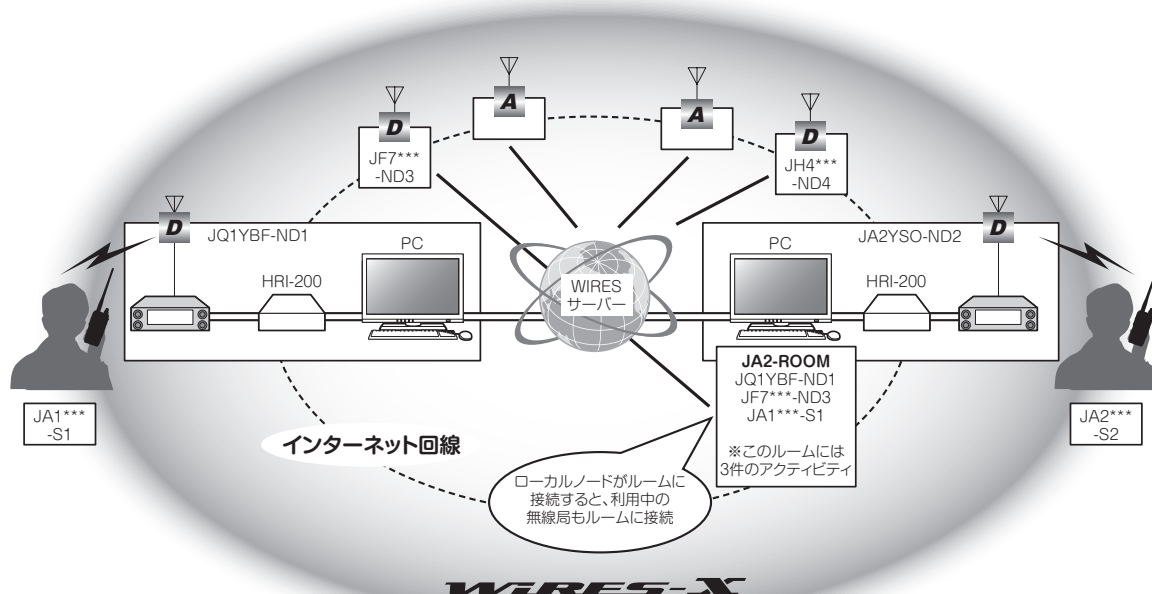 A
A
D
JF7***
-ND3
D
JH4***
-ND4
D
JQ1YBF-ND1
PC
HRI-200
WIRES
サーバー
PC
JA2YSO-ND2
D
HRI-200
JA1***
-S1
JA2-ROOM
JQ1YBF-ND1
JF7***-ND3
JA1***-S1
※このルームには
3件のアクティビティ
JA2***
-S2
インターネット回線
ローカルノードがルームに
接続すると、利用中の
無線局もルームに接続
WiRES-X